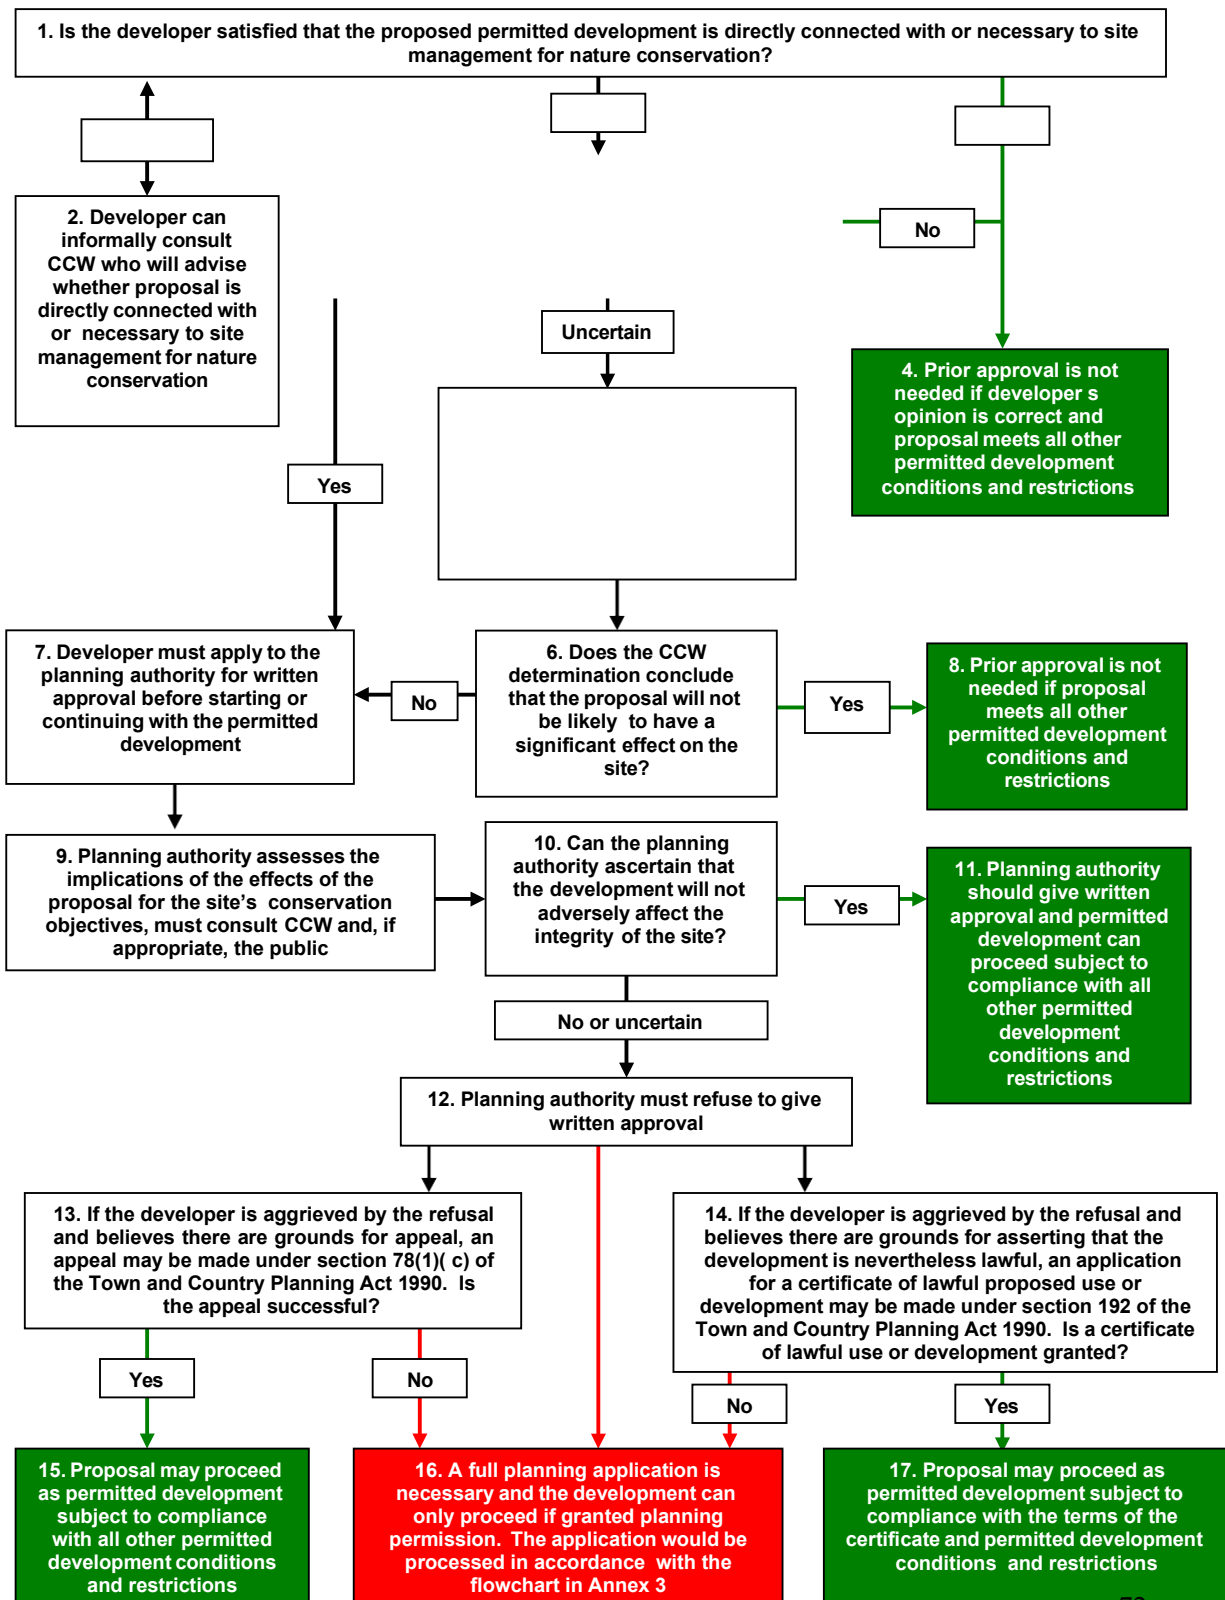 1. Is the developer satisfied that the proposed permitted development is directly connected with or necessary to site
management for nature conservation?
2. Developer can
informally consult
CCW who will advise
whether proposal is
directly connected with
or necessary to site
management for nature
conservation
No
Uncertain
4. Prior approval is not
needed if developer s
opinion is correct and
proposal meets all other
permitted development
conditions and restrictions
Yes
7. Developer must apply to the
planning authority for written
approval before starting or
continuing with the permitted
development
No
6. Does the CCW
determination conclude
that the proposal will not
be likely to have a
significant effect on the
site?
Yes
8. Prior approval is not
needed if proposal
meets all other
permitted development
conditions and
restrictions
9. Planning authority assesses the
implications of the effects of the
proposal for the site’s conservation
objectives, must consult CCW and, if
appropriate, the public
10. Can the planning
authority ascertain that
the development will not
adversely affect the
integrity of the site?
Yes
11. Planning authority
should give written
approval and permitted
development can
proceed subject to
compliance with all
other permitted
development
conditions and
restrictions
No or uncertain
12. Planning authority must refuse to give
written approval
13. If the developer is aggrieved by the refusal
and believes there are grounds for appeal, an
appeal may be made under section 78(1)( c) of
the Town and Country Planning Act 1990. Is
the appeal successful?
14. If the developer is aggrieved by the refusal and
believes there are grounds for asserting that the
development is nevertheless lawful, an application
for a certificate of lawful proposed use or
development may be made under section 192 of the
Town and Country Planning Act 1990. Is a certificate
of lawful use or development granted?
Yes
No
No
Yes
15. Proposal may proceed
as permitted development
subject to compliance
with all other permitted
development conditions
and restrictions
16. A full planning application is
necessary and the development can
only proceed if granted planning
permission. The application would be
processed in accordance with the
flowchart in Annex 3
17. Proposal may proceed as
permitted development subject to
compliance with the terms of the
certificate and permitted development
conditions and restrictions